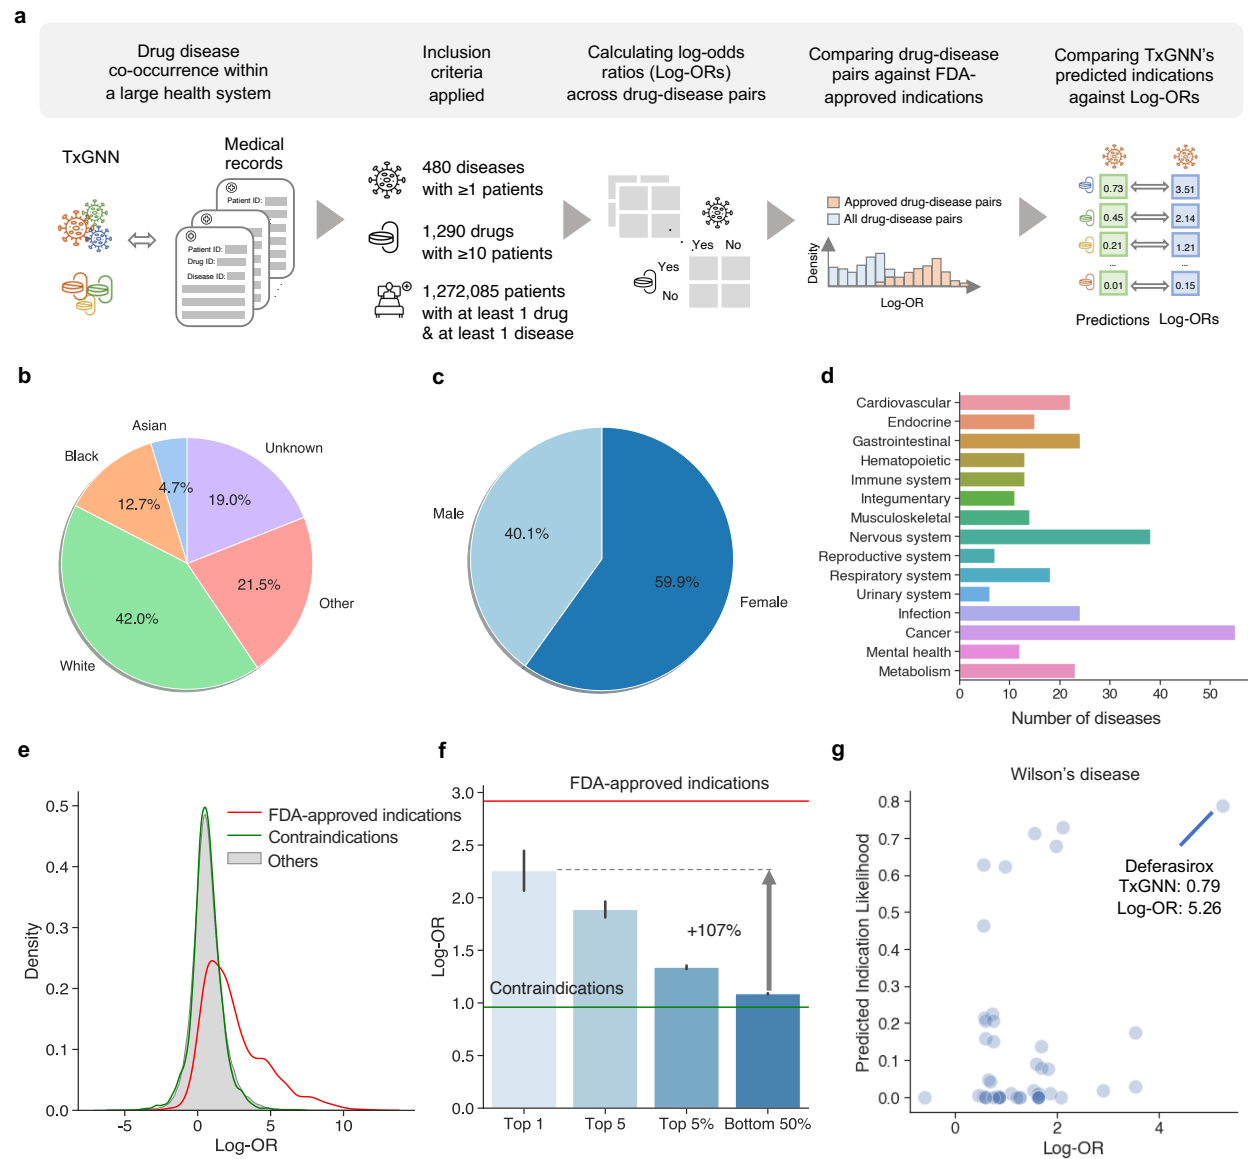 a
Drug disease
co-occurrence within
a large health system
Inclusion
criteria
applied
Calculating log-odds
ratios (Log-ORs)
across drug-disease pairs
Comparing drug-disease
pairs against FDA-
approved indications
Comparing TxGNN's
predicted indications
against Log-ORs
TxGNN
Medical
records
Patient ID:
Patient ID:
Drug ID:
Disease ID:
480 diseases
with ≥1 patients
1,290 drugs
with ≥10 patients
1,272,085 patients
with at least 1 drug
& at least 1 disease
Yes No
Yes
No
Approved drug-disease pairs
All drug-disease pairs
Density
Log-OR
0.73 3.51
0.45 2.14
0.21 1.21
... ...
0.01 0.15
Predictions Log-ORs
b
Asian
Black
Unknown
4.7%
12.7%
19.0%
21.5%
Other
42.0%
White
c
Male
40.1%
59.9%
Female
d
Cardiovascular
Endocrine
Gastrointestinal
Hematopoietic
Immune system
Integumentary
Musculoskeletal
Nervous system
Reproductive system
Respiratory system
Urinary system
Infection
Cancer
Mental health
Metabolism
0 10 20 30 40 50
Number of diseases
e
FDA-approved indications
Contraindications
Others
Density
0.5
0.4
0.3
0.2
0.1
0.0
-5 0 5 10
Log-OR
f
FDA-approved indications
Log-OR
3.0
2.5
2.0
1.5
1.0
0.5
0.0
+107%
Contraindications
Top 1 Top 5 Top 5% Bottom 50%
g
Wilson's disease
Predicted Indication Likelihood
0.8
0.7
0.6
0.5
0.4
0.3
0.2
0.1
0.0
Deferasirox
TxGNN: 0.79
Log-OR: 5.26
0 2 4
Log-OR